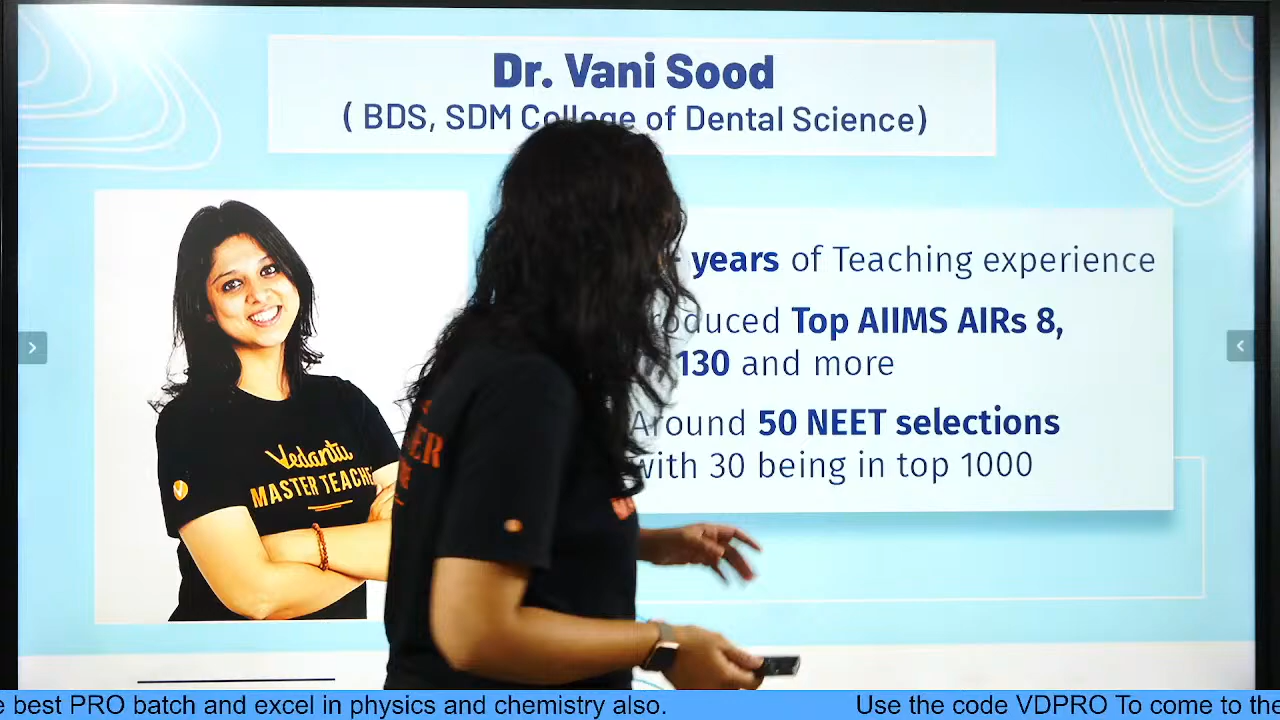 Dr. Vani Sood
( BDS, SDM College of Dental Science)
years of Teaching experience
Top AIIMS AIRs 8,
130 and more
Around 50 NEET selections
with 30 being in top 1000
Vedantu
MASTER TEACHE
best PRO batch and excel in physics and chemistry also. Use the code VDPRO To come to the